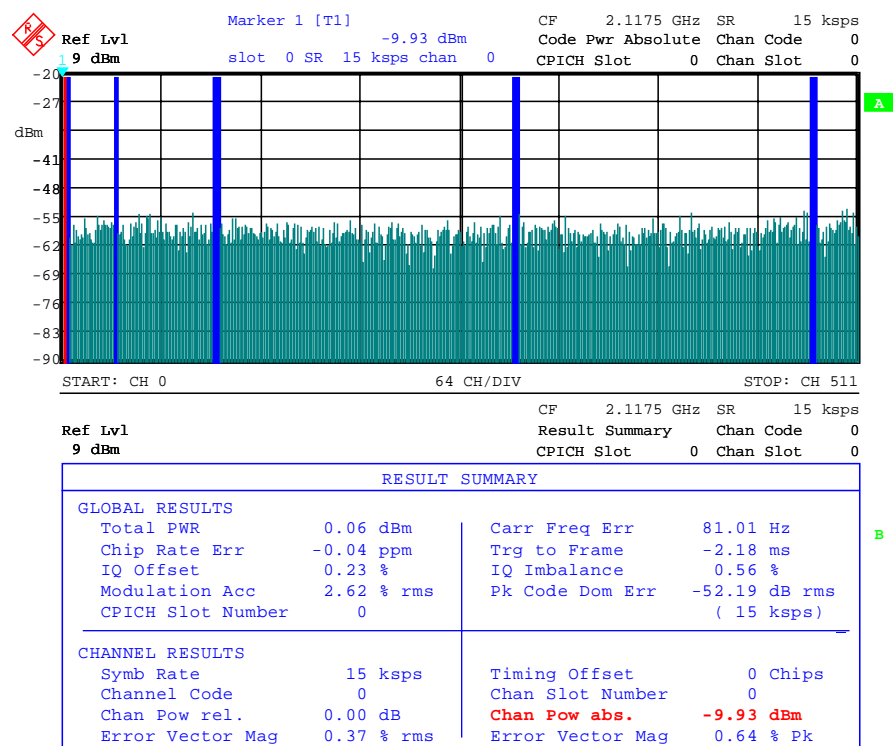 Marker 1 [T1] CF 2.1175 GHz SR 15 ksps
R S Ref Lvl -9.93 dBm Code Pwr Absolute Chan Code 0
9 dBm slot 0 SR 15 ksps chan 0 CPICH Slot 0 Chan Slot 0
1
-20
-27
A
dBm
-41
-48
-55
-62
-69
-76
-83
-90
START: CH 0 64 CH/DIV STOP: CH 511
CF 2.1175 GHz SR 15 ksps
Ref Lvl Result Summary Chan Code 0
9 dBm CPICH Slot 0 Chan Slot 0
RESULT SUMMARY
GLOBAL RESULTS
Total PWR 0.06 dBm Carr Freq Err 81.01 Hz
B
Chip Rate Err -0.04 ppm Trg to Frame -2.18 ms
IQ Offset 0.23 % IQ Imbalance 0.56 %
Modulation Acc 2.62 % rms Pk Code Dom Err -52.19 dB rms
CPICH Slot Number 0 ( 15 ksps)
CHANNEL RESULTS
Symb Rate 15 ksps Timing Offset 0 Chips
Channel Code 0 Chan Slot Number 0
Chan Pow rel. 0.00 dB Chan Pow abs. -9.93 dBm
Error Vector Mag 0.37 % rms Error Vector Mag 0.64 % Pk